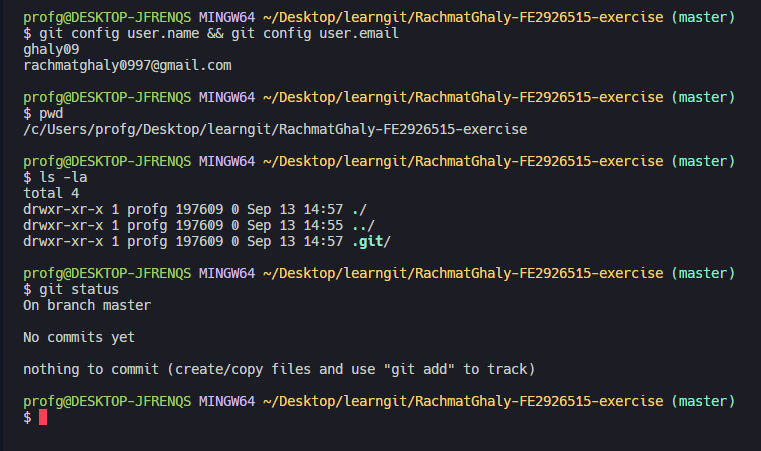 profg@DESKTOP-JFRENQS MINGW64 ~/Desktop/learngit/RachmatGhaly-FE2926515-exercise (master)
$ git config user.name && git config user.email
ghaly09
rachmatghaly0997@gmail.com
profg@DESKTOP-JFRENQS MINGW64 ~/Desktop/learngit/RachmatGhaly-FE2926515-exercise (master)
$ pwd
/c/Users/profg/Desktop/learngit/RachmatGhaly-FE2926515-exercise
profg@DESKTOP-JFRENQS MINGW64 ~/Desktop/learngit/RachmatGhaly-FE2926515-exercise (master)
$ ls -la
total 4
drwxr-xr-x 1 profg 197609 0 Sep 13 14:57 ./
drwxr-xr-x 1 profg 197609 0 Sep 13 14:55 ../
drwxr-xr-x 1 profg 197609 0 Sep 13 14:57 .git/
profg@DESKTOP-JFRENQS MINGW64 ~/Desktop/learngit/RachmatGhaly-FE2926515-exercise (master)
$ git status
On branch master
No commits yet
nothing to commit (create/copy files and use "git add" to track)
profg@DESKTOP-JFRENQS MINGW64 ~/Desktop/learngit/RachmatGhaly-FE2926515-exercise (master)
$